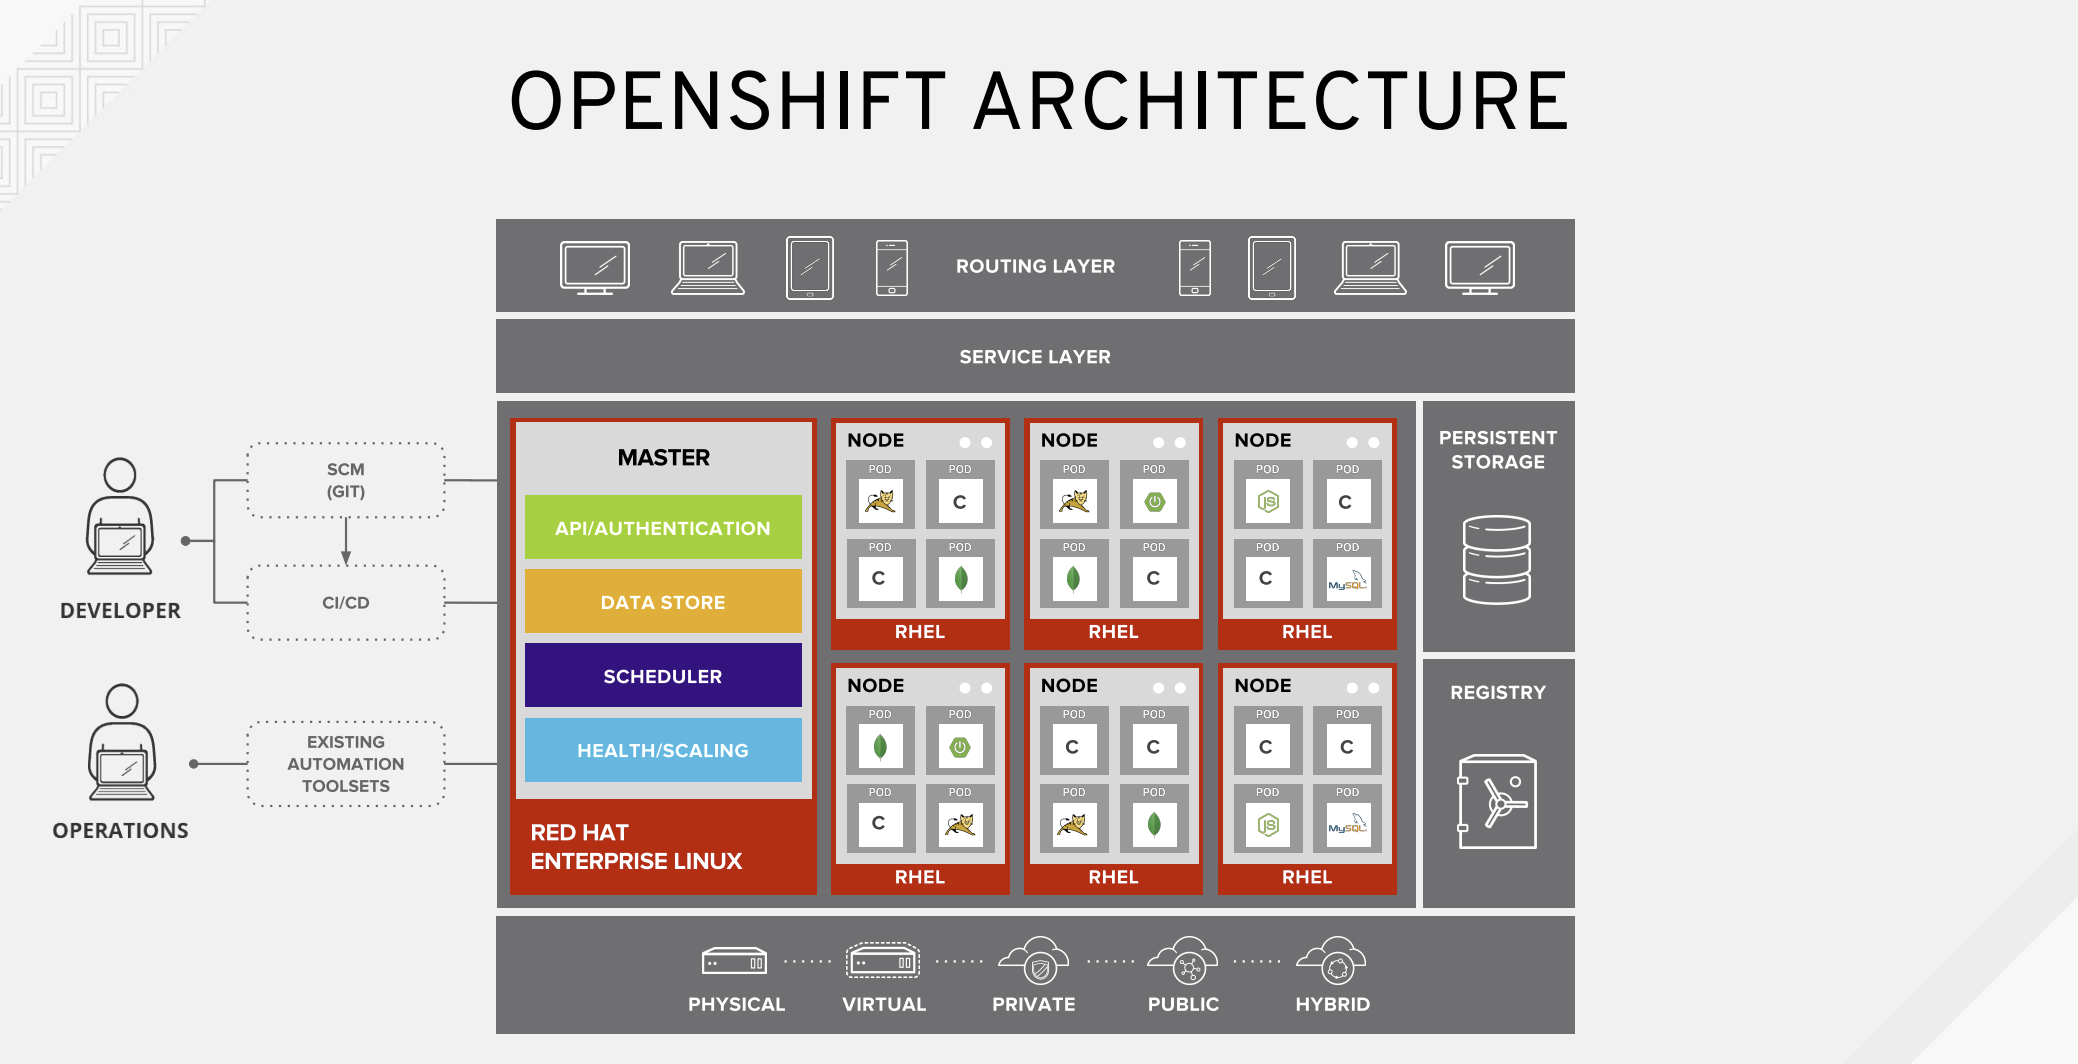 OPENSHIFT ARCHITECTURE
ROUTING LAYER
SERVICE LAYER
DEVELOPER
SCM
(GIT)
CI/CD
OPERATIONS
EXISTING
AUTOMATION
TOOLSETS
MASTER
API/AUTHENTICATION
DATA STORE
SCHEDULER
HEALTH/SCALING
RED HAT
ENTERPRISE LINUX
NODE
POD
POD
C
POD
POD
C
RHEL
NODE
POD
POD
POD
POD
C
RHEL
NODE
POD
POD
JS
C
POD
POD
C
MySQL
RHEL
NODE
POD
POD
POD
POD
C
RHEL
NODE
POD
POD
C
C
POD
POD
RHEL
NODE
POD
POD
C
C
POD
POD
JS
MySQL
RHEL
PERSISTENT
STORAGE
REGISTRY
PHYSICAL
VIRTUAL
PRIVATE
PUBLIC
HYBRID